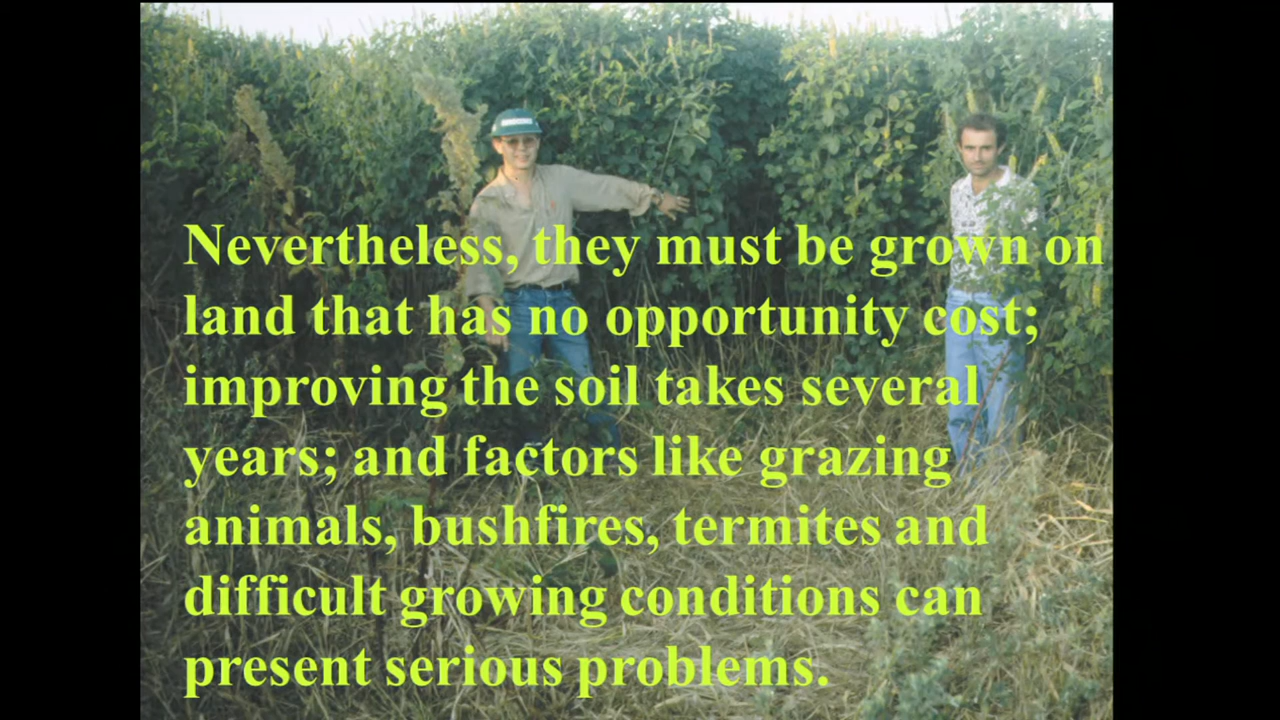 Nevertheless, they must be grown on
land that has no opportunity cost;
improving the soil takes several
years; and factors like grazing
animals, bushfires, termites and
difficult growing conditions can
present serious problems.